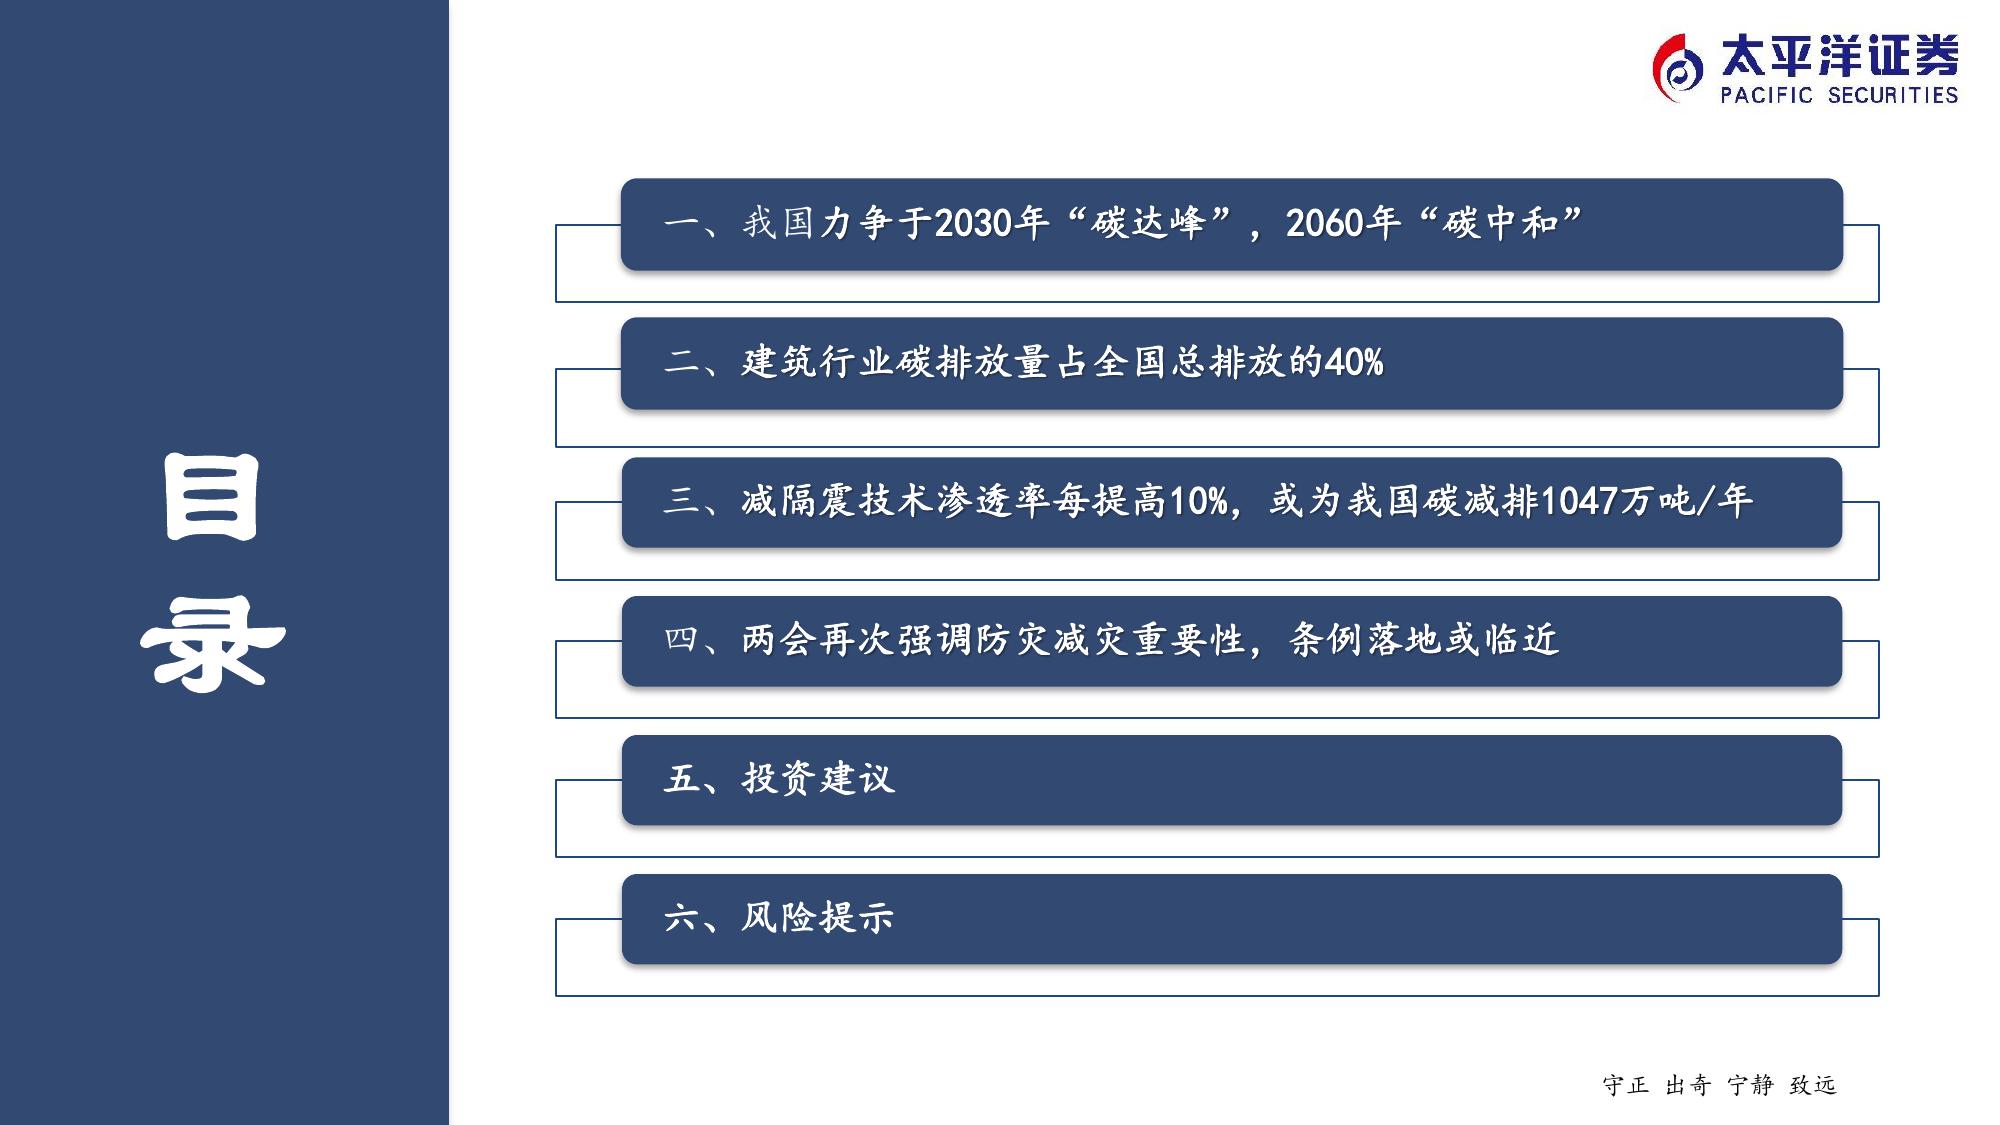 太平洋证券
PACIFIC SECURITIES
目
录
一、我国力争于2030年“碳达峰”，2060年“碳中和”
二、建筑行业碳排放量占全国总排放的40%
三、减隔震技术渗透率每提高10%，或为我国碳减排1047万吨/年
四、两会再次强调防灾减灾重要性，条例落地或临近
五、投资建议
六、风险提示
守正 出奇 宁静 致远